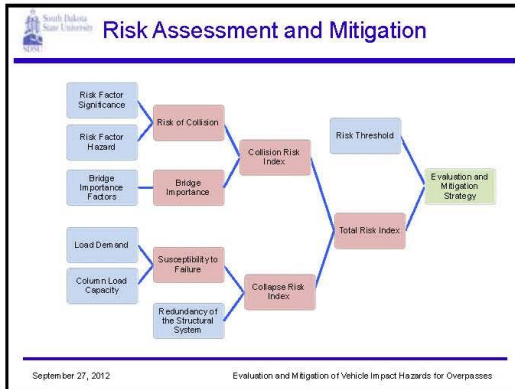 South Dakota
State University
SDSU
Risk Assessment and Mitigation
Risk Factor
Significance
Risk Factor
Hazard
Risk of Collision
Bridge
Importance
Factors
Bridge
Importance
Collision Risk
Index
Risk Threshold
Evaluation and
Mitigation
Strategy
Total Risk Index
Load Demand
Column Load
Capacity
Susceptibility to
Failure
Redundancy of
the Structural
System
Collapse Risk
Index
September 27, 2012
Evaluation and Mitigation of Vehicle Impact Hazards for Overpasses